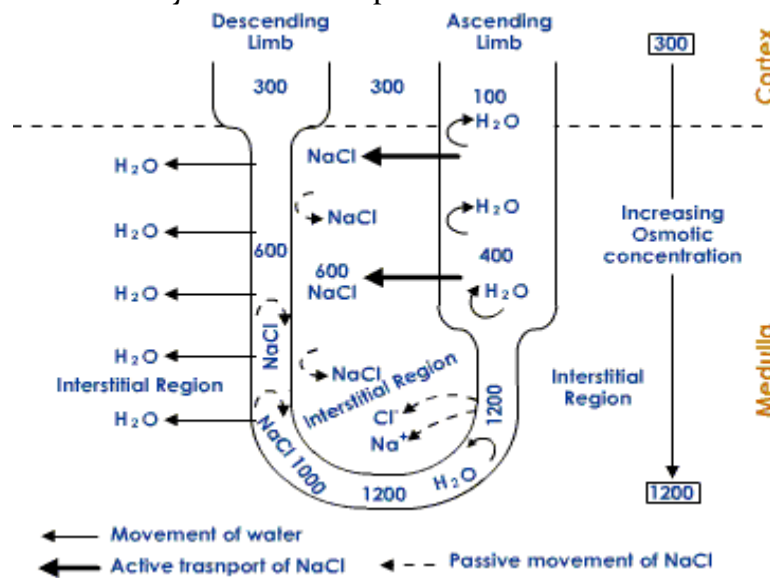 Descending
Limb
Ascending
Limb
300
Cortex
300
300
100
H₂O
H₂O
NaCl
NaCl
H₂O
H₂O
Increasing
Osmotic
concentration
600
600
NaCl
400
H₂O
H₂O
NaCl
H₂O
NaCl
Interstitial Region
Interstitial Region
Interstitial
Region
Medulla
Cl⁻
Na⁺
1200
H₂O
NaCl
1000
1200
H₂O
1200
Movement of water
Active trasnport of NaCl
Passive movement of NaCl